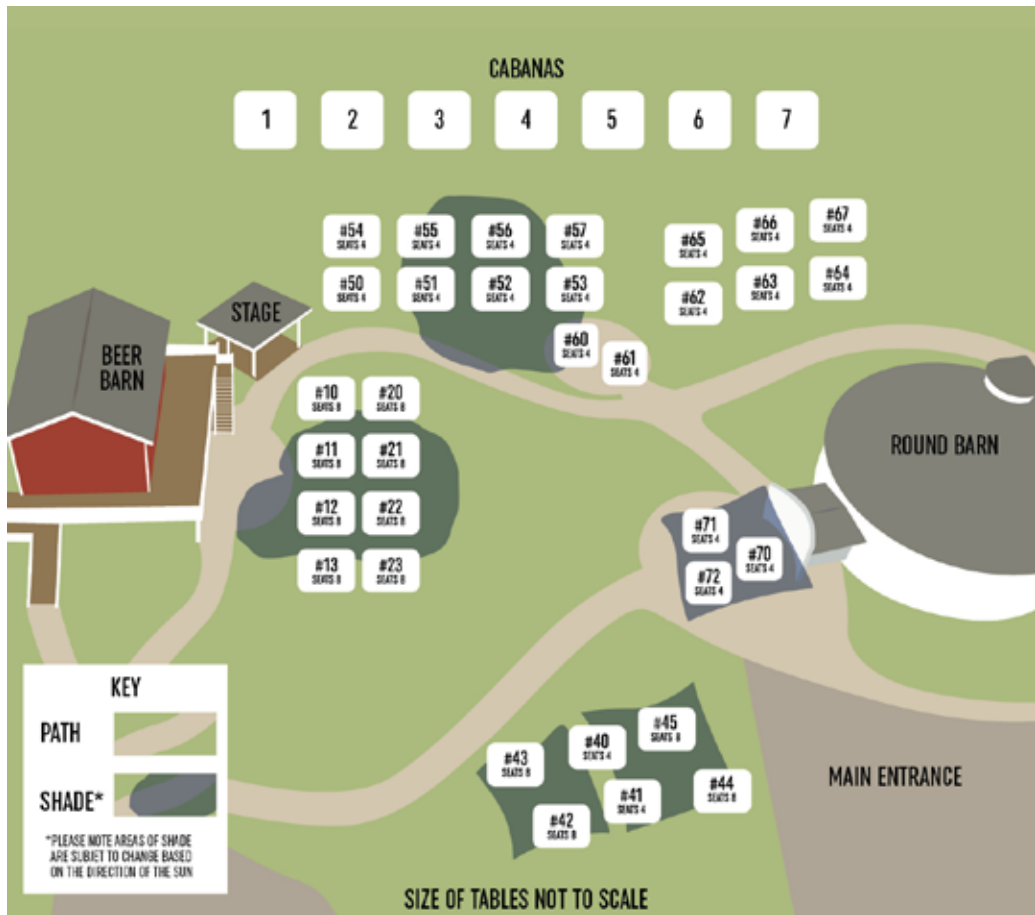 CABANAS
1 2 3 4 5 6 7
#54
SEATS 4
#55
SEATS 4
#56
SEATS 4
#57
SEATS 4
#65
SEATS 4
#66
SEATS 4
#67
SEATS 4
#50
SEATS 4
#51
SEATS 4
#52
SEATS 4
#53
SEATS 4
#62
SEATS 4
#63
SEATS 4
#64
SEATS 4
STAGE
BEER
BARN
#60
SEATS 4
#61
SEATS 4
#10
SEATS 8
#20
SEATS 8
#11
SEATS 8
#21
SEATS 8
#12
SEATS 8
#22
SEATS 8
#13
SEATS 8
#23
SEATS 8
ROUND BARN
#71
SEATS 4
#70
SEATS 4
#72
SEATS 4
KEY
PATH
SHADE*
*PLEASE NOTE AREAS OF SHADE
ARE SUBJET TO CHANGE BASED
ON THE DIRECTION OF THE SUN
#43
SEATS 8
#40
SEATS 4
#45
SEATS 8
#42
SEATS 8
#41
SEATS 4
#44
SEATS 8
MAIN ENTRANCE
SIZE OF TABLES NOT TO SCALE